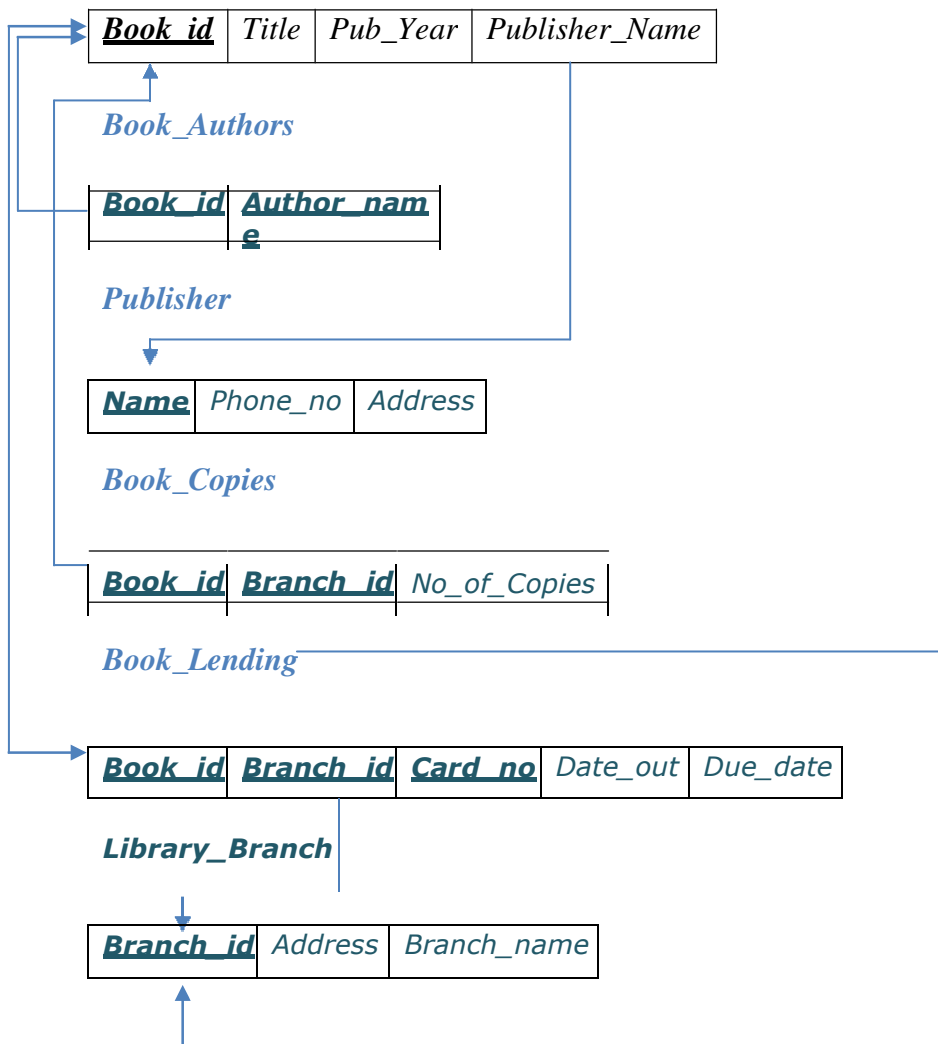 Book_id Title Pub_Year Publisher_Name
Book_Authors
Book_id Author_nam
e
Publisher
Name Phone_no Address
Book_Copies
Book_id Branch_id No_of_Copies
Book_Lending
Book_id Branch_id Card_no Date_out Due_date
Library_Branch
Branch_id Address Branch_name